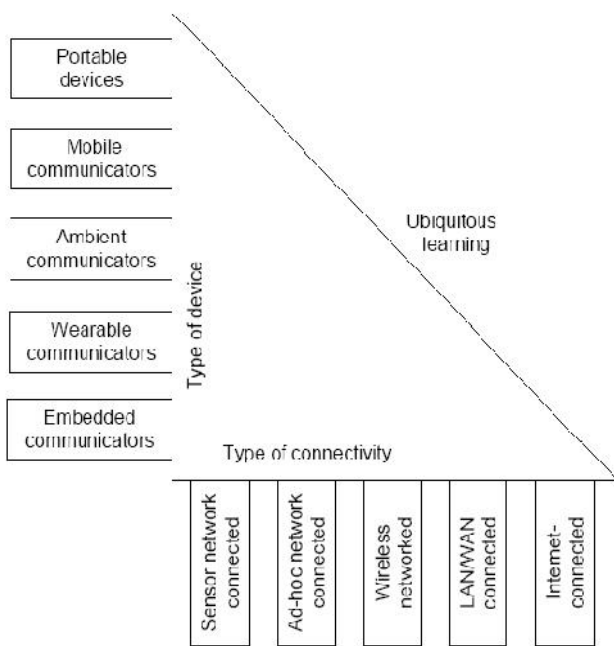 Portable
devices
Mobile
communicators
Ambient
communicators
Wearable
communicators
Embedded
communicators
Type of device
Ubiquitous
learning
Type of connectivity
Sensor network
connected
Ad-hoc network
connected
Wireless
networked
LAN/WAN
connected
Internet-
connected